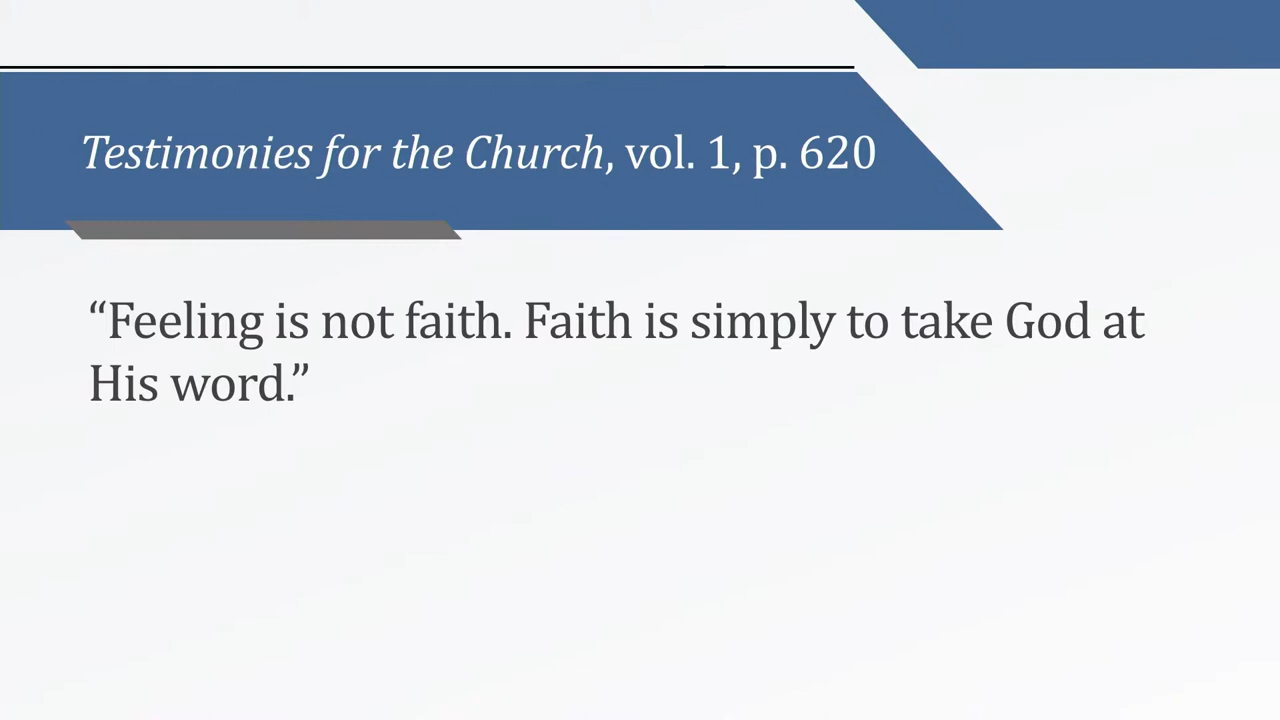 Testimonies for the Church, vol. 1, p. 620
“Feeling is not faith. Faith is simply to take God at
His word.”